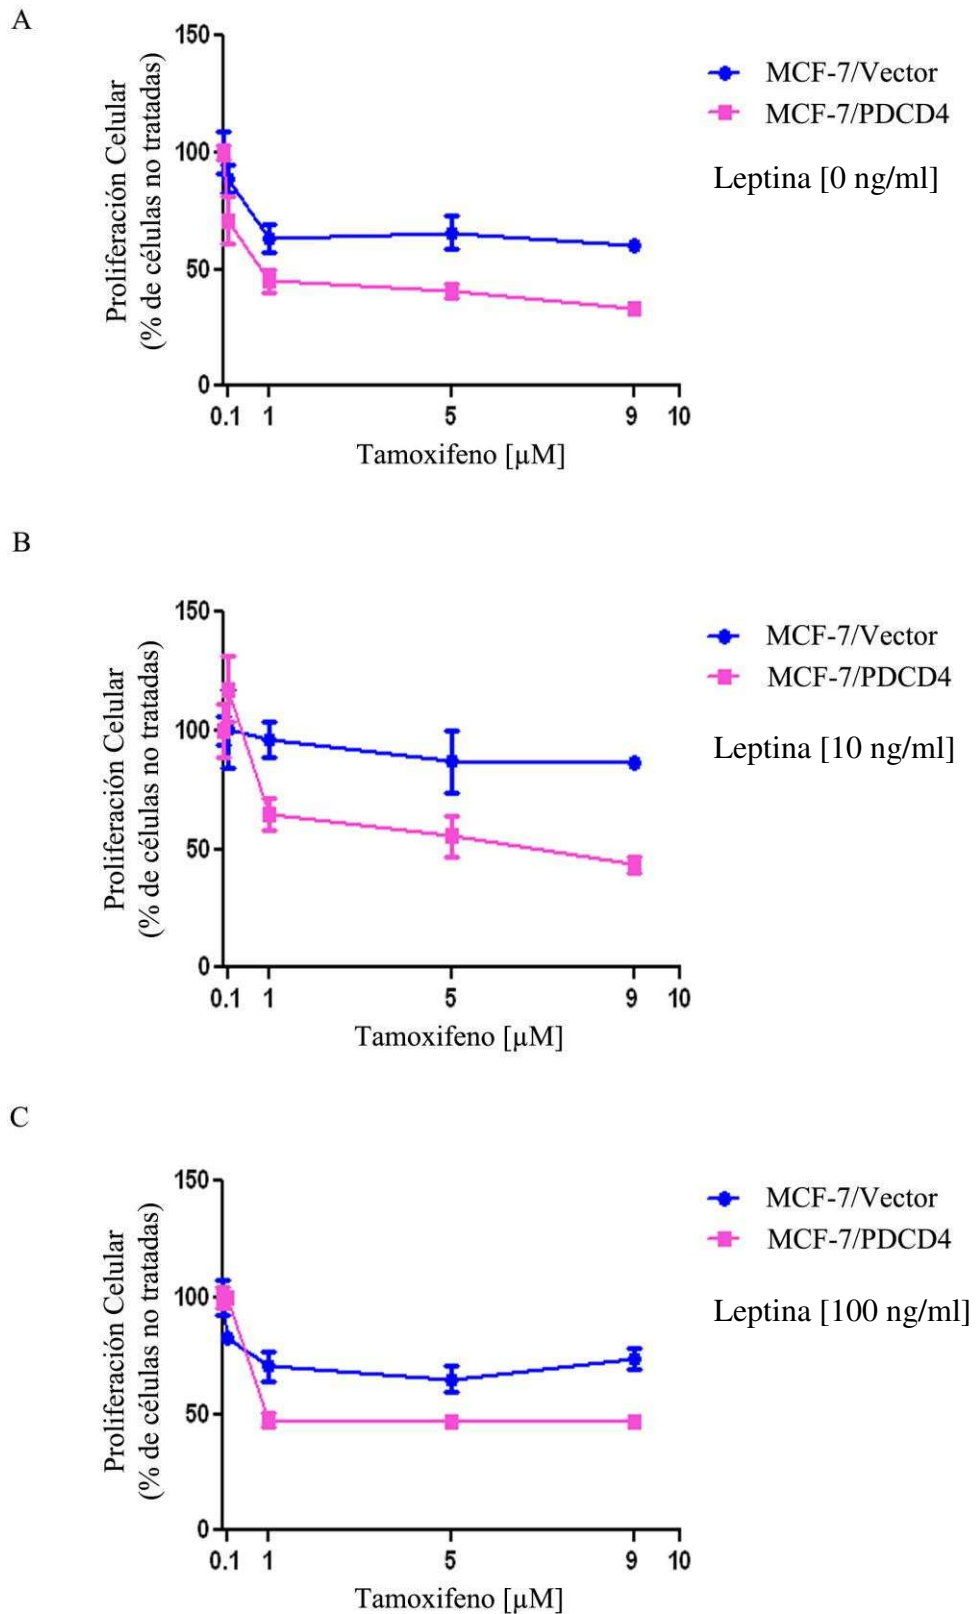 A
150
100
50
0
Proliferación Celular
(% de células no tratadas)
0.1 1 5 9 10
Tamoxifeno [µM]
MCF-7/Vector
MCF-7/PDCD4
Leptina [0 ng/ml]
B
150
100
50
0
Proliferación Celular
(% de células no tratadas)
0.1 1 5 9 10
Tamoxifeno [µM]
MCF-7/Vector
MCF-7/PDCD4
Leptina [10 ng/ml]
C
150
100
50
0
Proliferación Celular
(% de células no tratadas)
0.1 1 5 9 10
Tamoxifeno [µM]
MCF-7/Vector
MCF-7/PDCD4
Leptina [100 ng/ml]